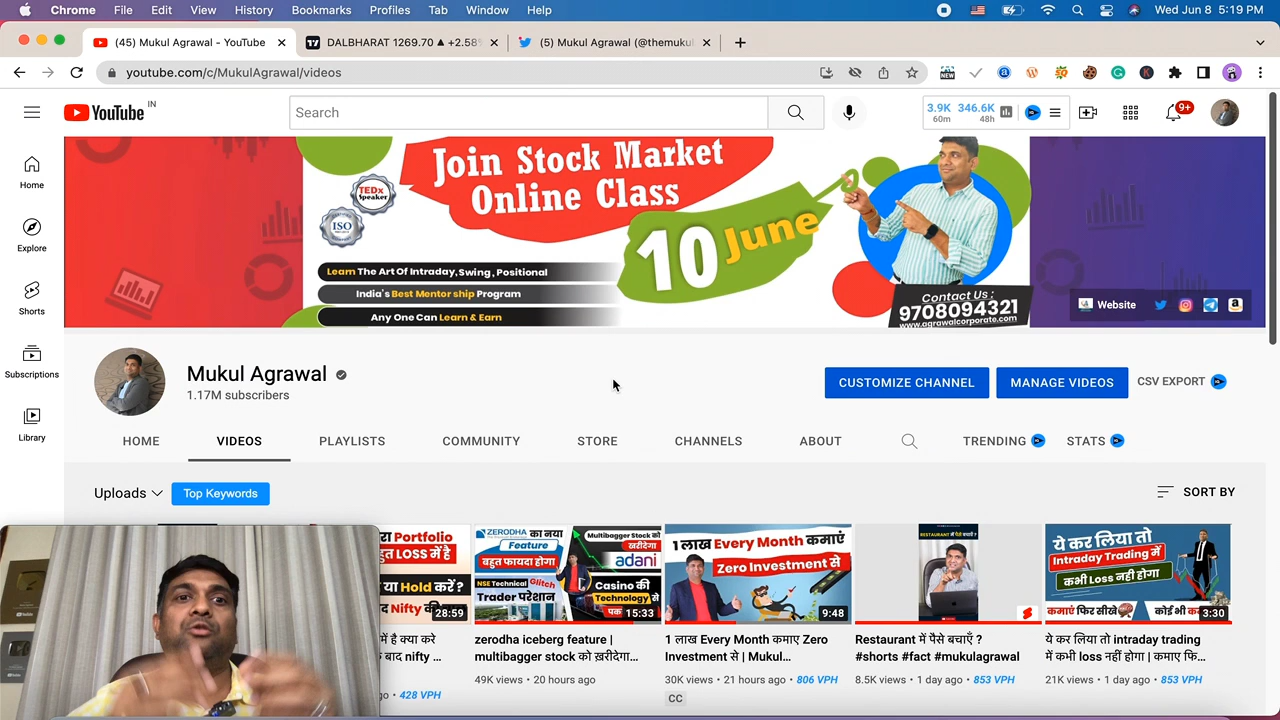 Chrome File Edit View History Bookmarks Profiles Tab Window Help Wed Jun 8 5:19 PM
(45) Mukul Agrawal - YouTube DALBHARAT 1269.70 ▲ +2.58% (5) Mukul Agrawal (@themukul
youtube.com/c/MukulAgrawal/videos
NEW
YouTube IN
Search
3.9K 346.6K
60m 48h
9+
Home
Explore
Shorts
Subscriptions
Library
Join Stock Market
Online Class
10 June
TEDx
Speaker
ISO
Learn The Art Of Intraday, Swing, Positional
India's Best Mentor ship Program
Any One Can Learn & Earn
Contact Us :
9708094321
www.agrawalcorporate.com
Website
Mukul Agrawal
1.17M subscribers
CUSTOMIZE CHANNEL MANAGE VIDEOS CSV EXPORT
HOME VIDEOS PLAYLISTS COMMUNITY STORE CHANNELS ABOUT TRENDING STATS
Uploads Top Keywords SORT BY
Portfolio
में है
या Hold करें ?
बाद Nifty
28:59
में है क्या करे
बाद nifty ...
428 VPH
ZERODHA का नया
Feature
बहुत फायदा होगा
NSE Technical Glitch
Trader परेशान
Multibagger Stock को
खरीदेगा
adani
Casino की
Technology से
15:33
zerodha iceberg feature |
multibagger stock को ख़रीदेगा...
49K views • 20 hours ago
1 लाख Every Month कमाएं
Zero Investment से
9:48
1 लाख Every Month कमाए Zero
Investment से | Mukul...
30K views • 21 hours ago • 806 VPH
CC
RESTAURANT में पैसे बचाएँ ?
Restaurant में पैसे बचाएँ ?
#shorts #fact #mukulagrawal
8.5K views • 1 day ago • 853 VPH
ये कर लिया तो
Intraday Trading में
कभी Loss नही होगा
कमाएं फिर सीखे
कोई भी
3:30
ये कर लिया तो intraday trading
में कभी loss नहीं होगा | कमाए फि...
21K views • 1 day ago • 853 VPH